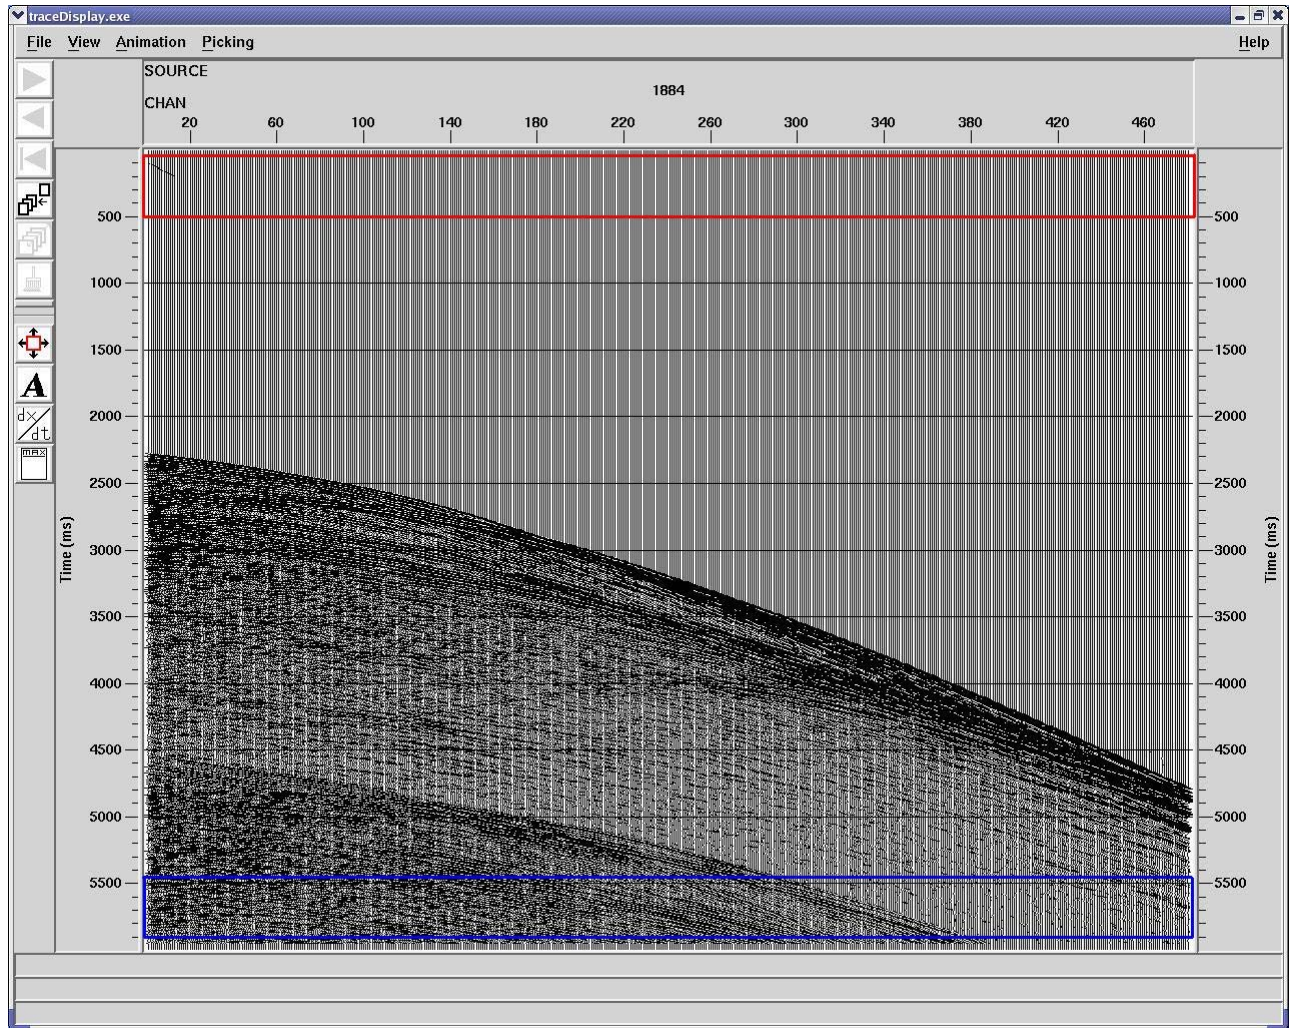 traceDisplay.exe
File View Animation Picking Help
SOURCE
1884
CHAN
20 60 100 140 180 220 260 300 340 380 420 460
500 500
1000 1000
1500 1500
2000 2000
2500 2500
3000 3000
3500 3500
4000 4000
4500 4500
5000 5000
5500 5500
Time (ms) Time (ms)
A
dx/dt
max